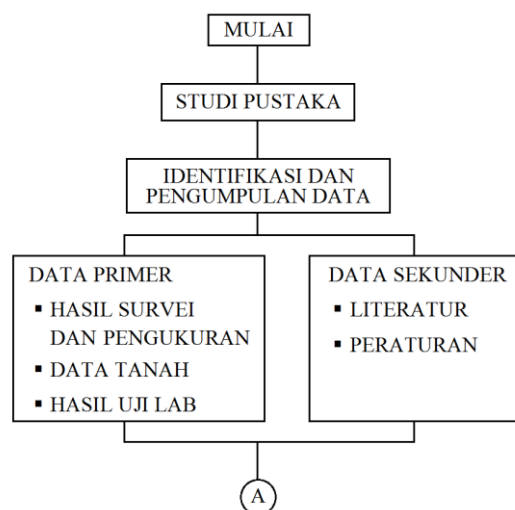 MULAI
STUDI PUSTAKA
IDENTIFIKASI DAN
PENGUMPULAN DATA
DATA PRIMER
▪ HASIL SURVEI
DAN PENGUKURAN
▪ DATA TANAH
▪ HASIL UJI LAB
DATA SEKUNDER
▪ LITERATUR
▪ PERATURAN
A